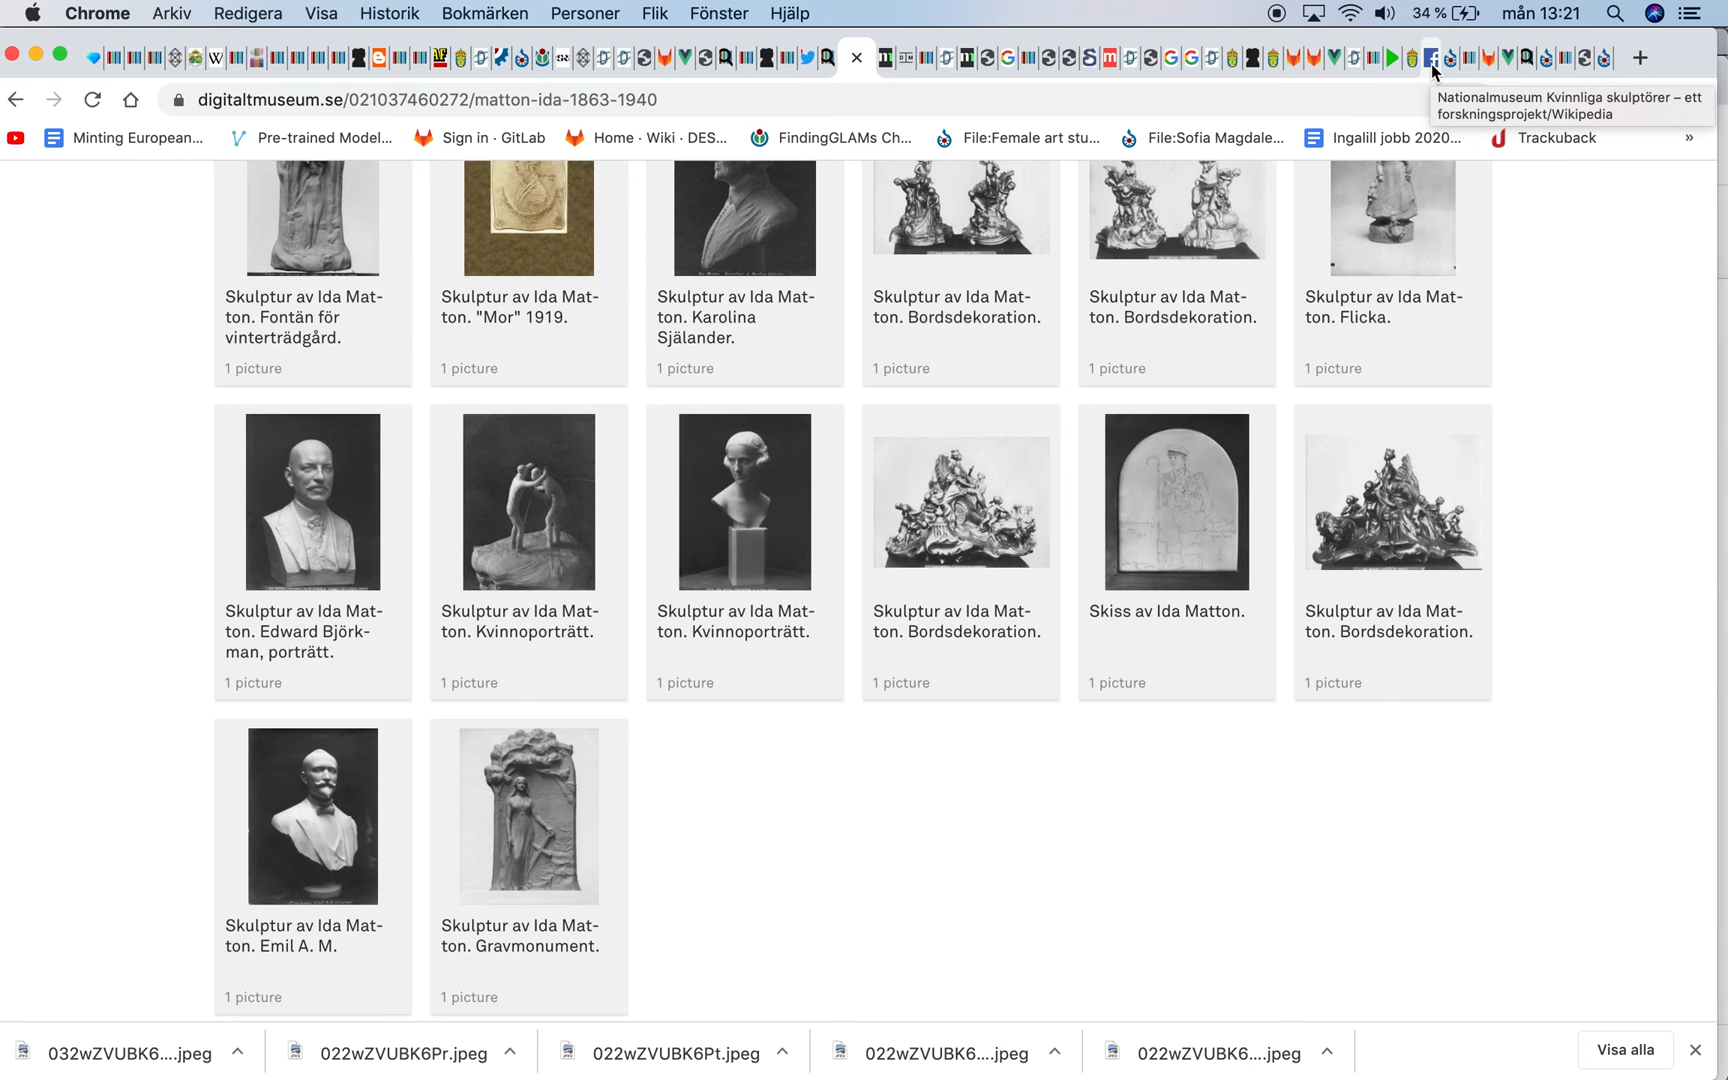 Chrome Arkiv Redigera Visa Historik Bokmärken Personer Flik Fönster Hjälp 34 % mån 13:21
digitaltmuseum.se/021037460272/matton-ida-1863-1940
Nationalmuseum Kvinnliga skulptörer – ett
forskningsprojekt/Wikipedia
Minting European... Pre-trained Model... Sign in · GitLab Home · Wiki · DES... FindingGLAMs Ch... File:Female art stu... File:Sofia Magdale... Ingalill jobb 2020... Trackuback »
Skulptur av Ida Mat-
ton. Fontän för
vinterträdgård.
1 picture
Skulptur av Ida Mat-
ton. "Mor" 1919.
1 picture
Skulptur av Ida Mat-
ton. Karolina
Själander.
1 picture
Skulptur av Ida Mat-
ton. Bordsdekoration.
1 picture
Skulptur av Ida Mat-
ton. Bordsdekoration.
1 picture
Skulptur av Ida Mat-
ton. Flicka.
1 picture
Skulptur av Ida Mat-
ton. Edward Björk-
man, porträtt.
1 picture
Skulptur av Ida Mat-
ton. Kvinnoporträtt.
1 picture
Skulptur av Ida Mat-
ton. Kvinnoporträtt.
1 picture
Skulptur av Ida Mat-
ton. Bordsdekoration.
1 picture
Skiss av Ida Matton.
1 picture
Skulptur av Ida Mat-
ton. Bordsdekoration.
1 picture
Skulptur av Ida Mat-
ton. Emil A. M.
1 picture
Skulptur av Ida Mat-
ton. Gravmonument.
1 picture
032wZVUBK6....jpeg 022wZVUBK6Pr.jpeg 022wZVUBK6Pt.jpeg 022wZVUBK6....jpeg 022wZVUBK6....jpeg Visa alla